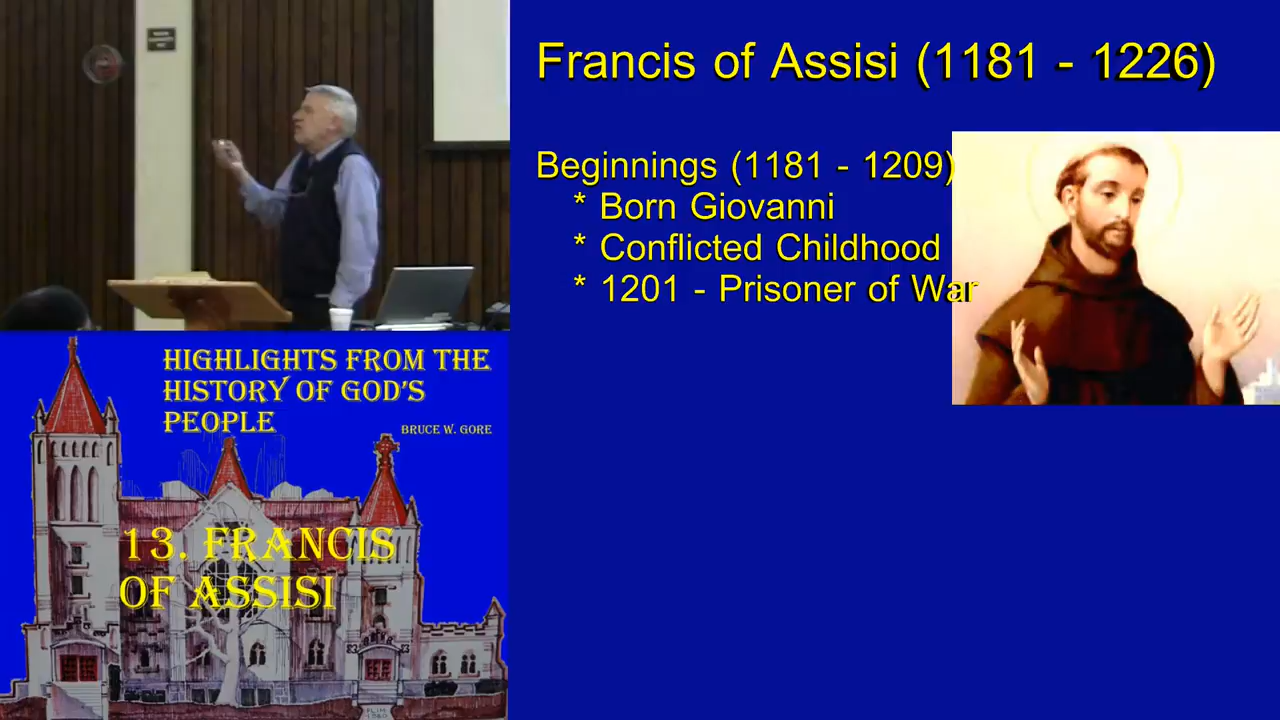 Francis of Assisi (1181 - 1226)
Beginnings (1181 - 1209)
* Born Giovanni
* Conflicted Childhood
* 1201 - Prisoner of War
HIGHLIGHTS FROM THE
HISTORY OF GOD'S
PEOPLE
BRUCE W. GORE
13. FRANCIS
OF ASSISI